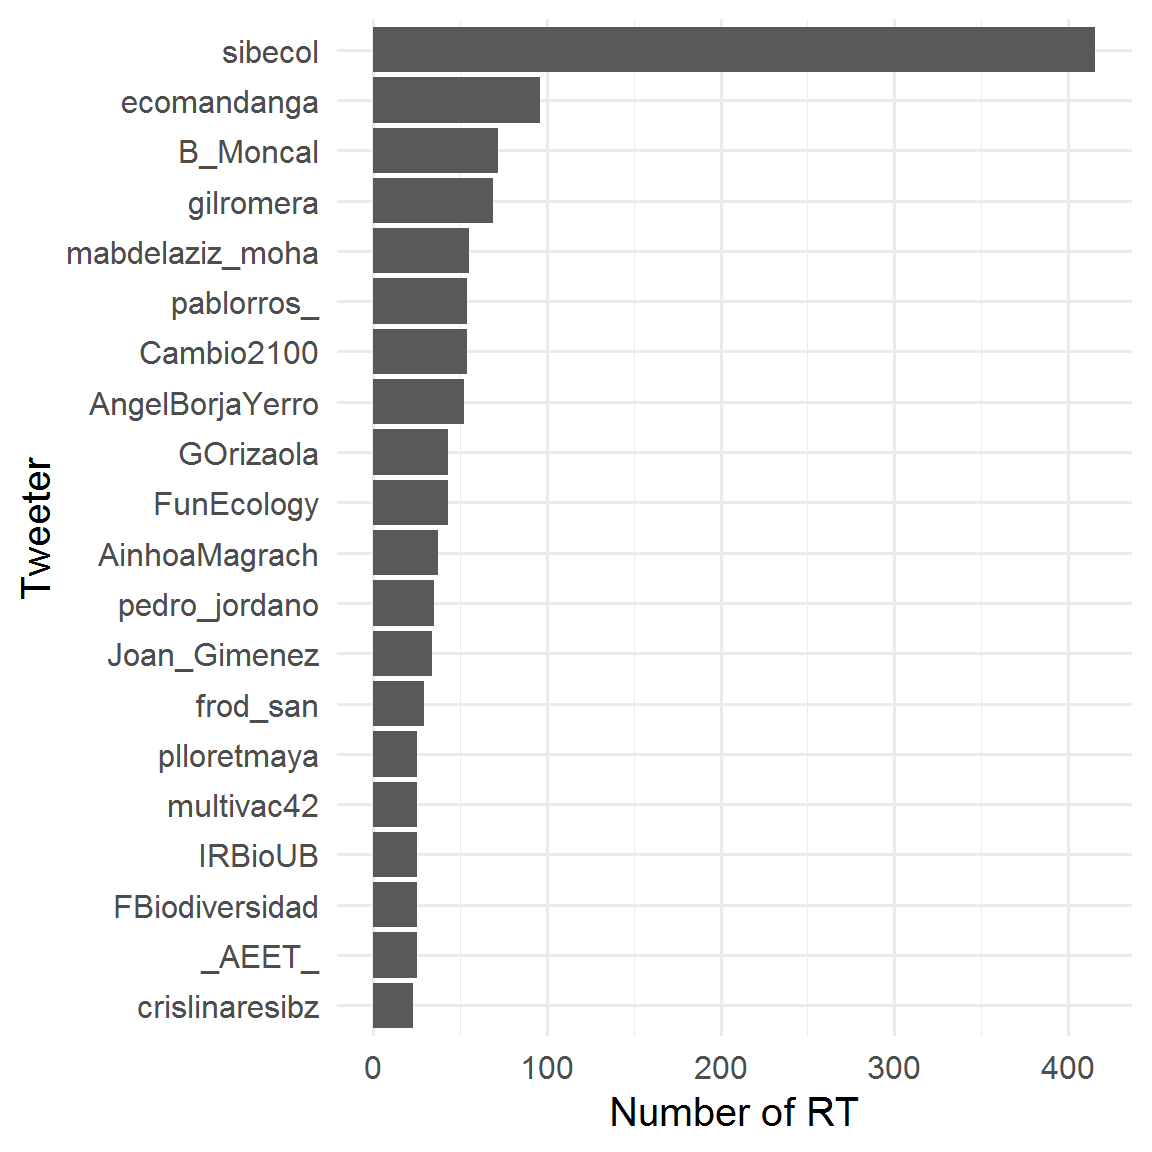 sibecol
ecomandanga
B_Moncal
gilromera
mabdelaziz_moha
pablorros_
Cambio2100
AngelBorjaYerro
GOrizaola
FunEcology
AinhoaMagrach
pedro_jordano
Joan_Gimenez
frod_san
plloretmaya
multivac42
IRBioUB
FBiodiversidad
_AEET_
crislinaresibz
Tweeter
0 100 200 300 400
Number of RT